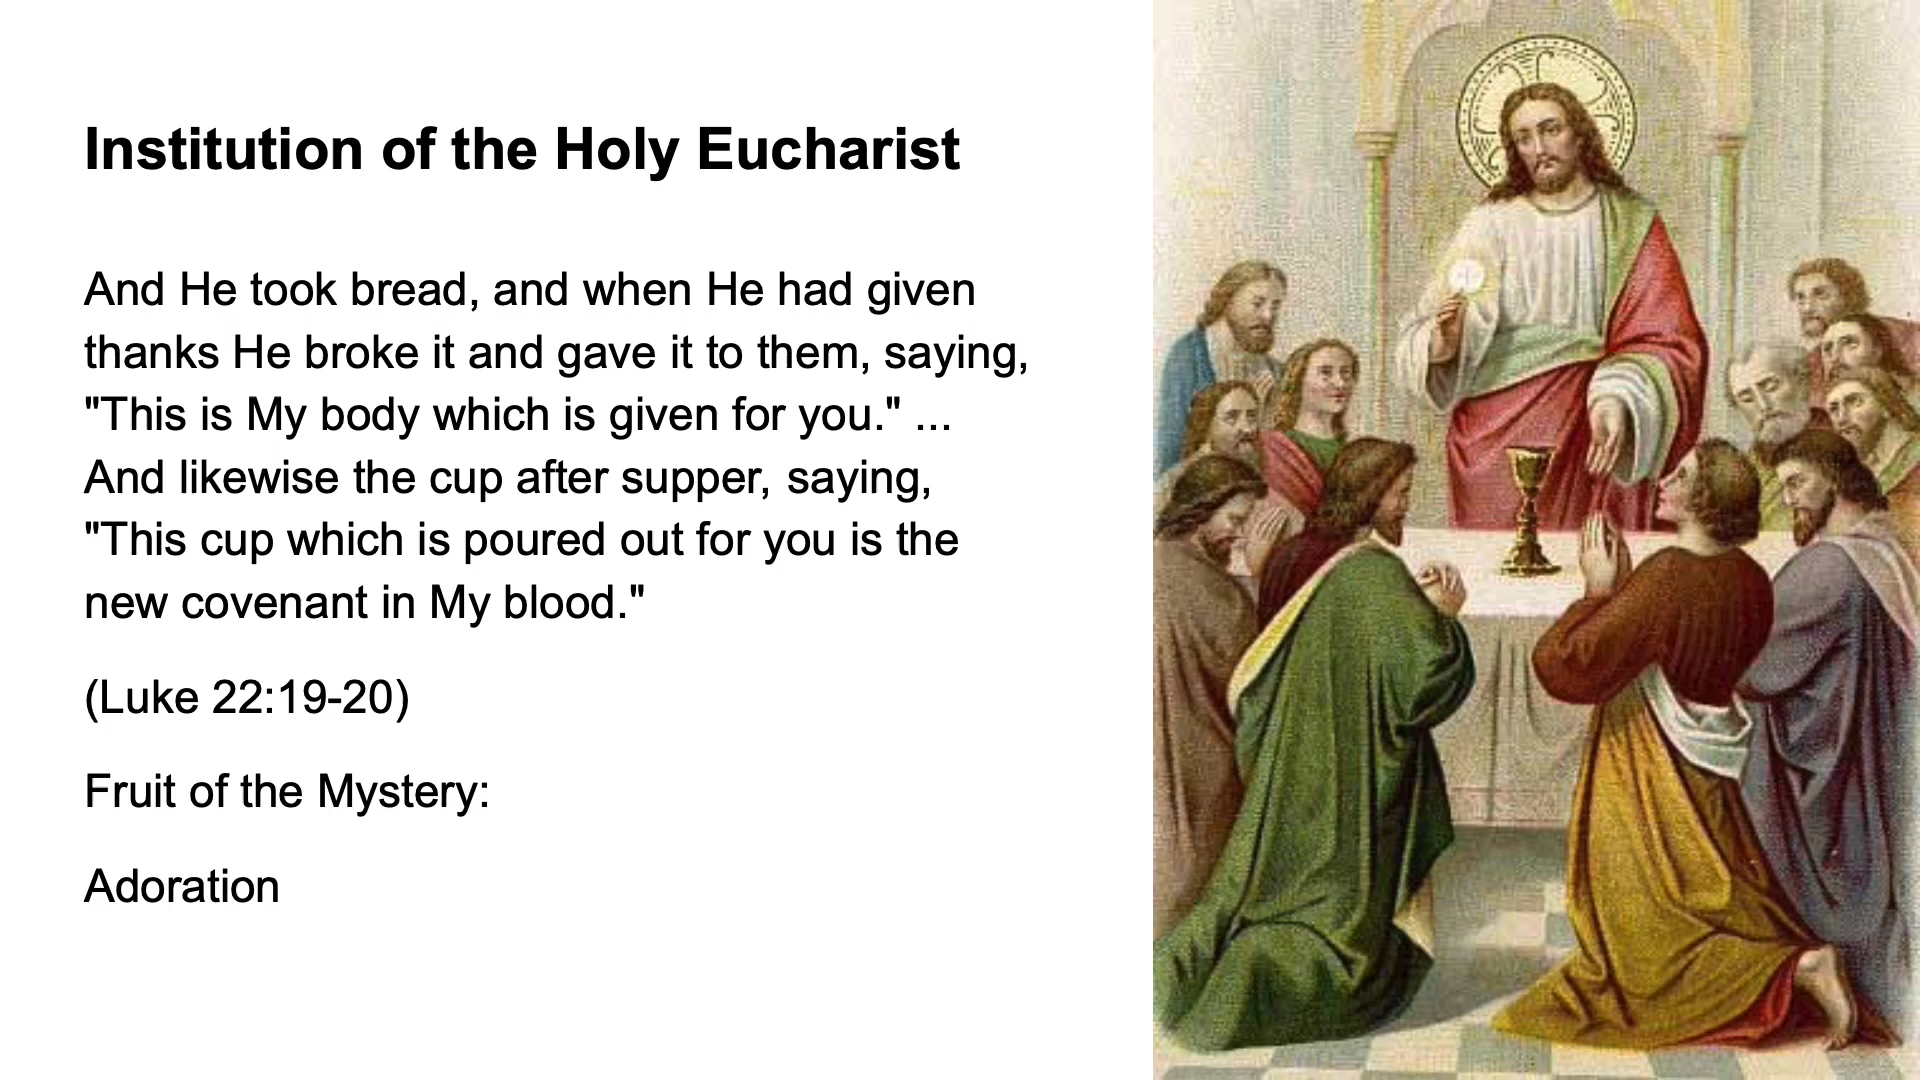 Institution of the Holy Eucharist
And He took bread, and when He had given
thanks He broke it and gave it to them, saying,
"This is My body which is given for you." ...
And likewise the cup after supper, saying,
"This cup which is poured out for you is the
new covenant in My blood."
(Luke 22:19-20)
Fruit of the Mystery:
Adoration